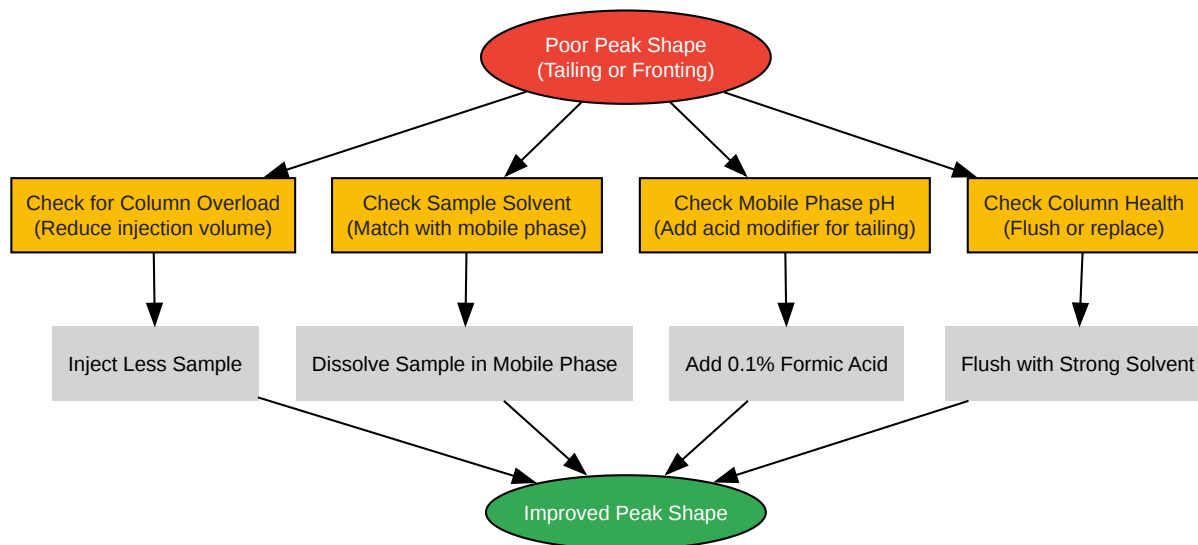 Poor Peak Shape
(Tailing or Fronting)
Check for Column Overload
(Reduce injection volume)
Check Sample Solvent
(Match with mobile phase)
Check Mobile Phase pH
(Add acid modifier for tailing)
Check Column Health
(Flush or replace)
Inject Less Sample
Dissolve Sample in Mobile Phase
Add 0.1% Formic Acid
Flush with Strong Solvent
Improved Peak Shape